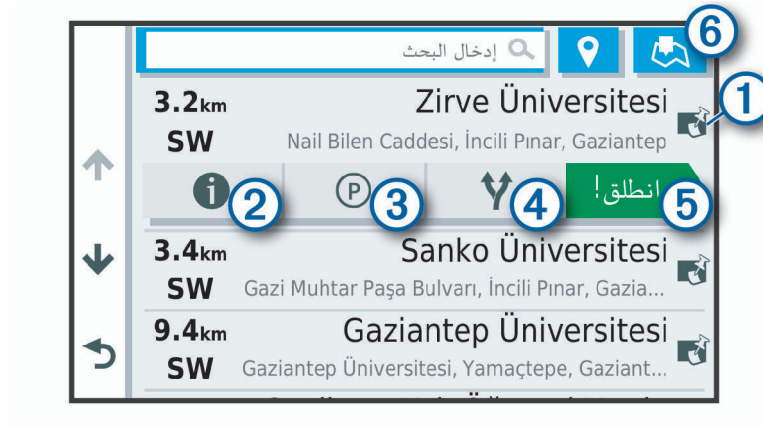 إدخال البحث
6
1
3.2km
Zirve Üniversitesi
SW
Nail Bilen Caddesi, İncili Pınar, Gaziantep
2
P
3
4
انطلق!
5
3.4km
Sanko Üniversitesi
SW
Gazi Muhtar Paşa Bulvarı, İncili Pınar, Gazia...
9.4km
Gaziantep Üniversitesi
SW
Gaziantep Üniversitesi, Yamaçtepe, Gaziant...